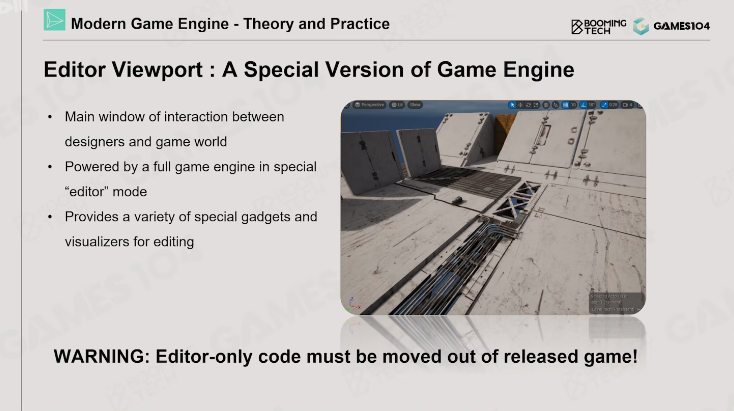 Modern Game Engine - Theory and Practice
BOOMING
TECH
GAMES104
Editor Viewport : A Special Version of Game Engine
• Main window of interaction between
designers and game world
• Powered by a full game engine in special
“editor” mode
• Provides a variety of special gadgets and
visualizers for editing
Perspective
Lit
Show
WARNING: Editor-only code must be moved out of released game!